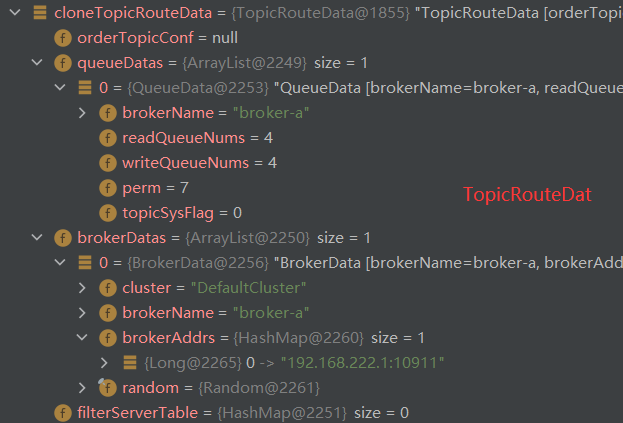 cloneTopicRouteData = {TopicRouteData@1855} "TopicRouteData [orderTopi
f orderTopicConf = null
f queueDatas = {ArrayList@2249} size = 1
0 = {QueueData@2253} "QueueData [brokerName=broker-a, readQueue
f brokerName = "broker-a"
f readQueueNums = 4
f writeQueueNums = 4
f perm = 7
TopicRouteDat
f topicSysFlag = 0
f brokerDatas = {ArrayList@2250} size = 1
0 = {BrokerData@2256} "BrokerData [brokerName=broker-a, brokerAdd
f cluster = "DefaultCluster"
f brokerName = "broker-a"
f brokerAddrs = {HashMap@2260} size = 1
{Long@2265} 0 -> "192.168.222.1:10911"
f random = {Random@2261}
f filterServerTable = {HashMap@2251} size = 0